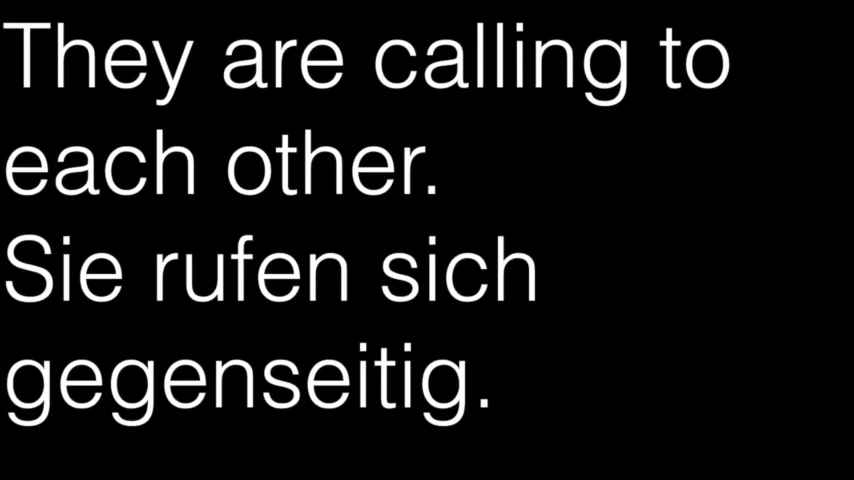 They are calling to
each other.
Sie rufen sich
gegenseitig.